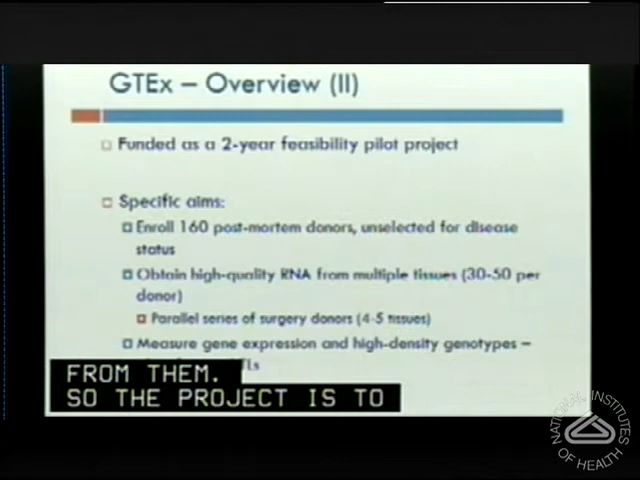 GTEx – Overview (II)
Funded as a 2-year feasibility pilot project
Specific aims:
Enroll 160 post-mortem donors, unselected for disease
status
Obtain high-quality RNA from multiple tissues (30-50 per
donor)
Parallel series of surgery donors (4-5 tissues)
Measure gene expression and high-density genotypes –
FROM THEM.
SO THE PROJECT IS TO
NATIONAL INSTITUTES
OF HEALTH